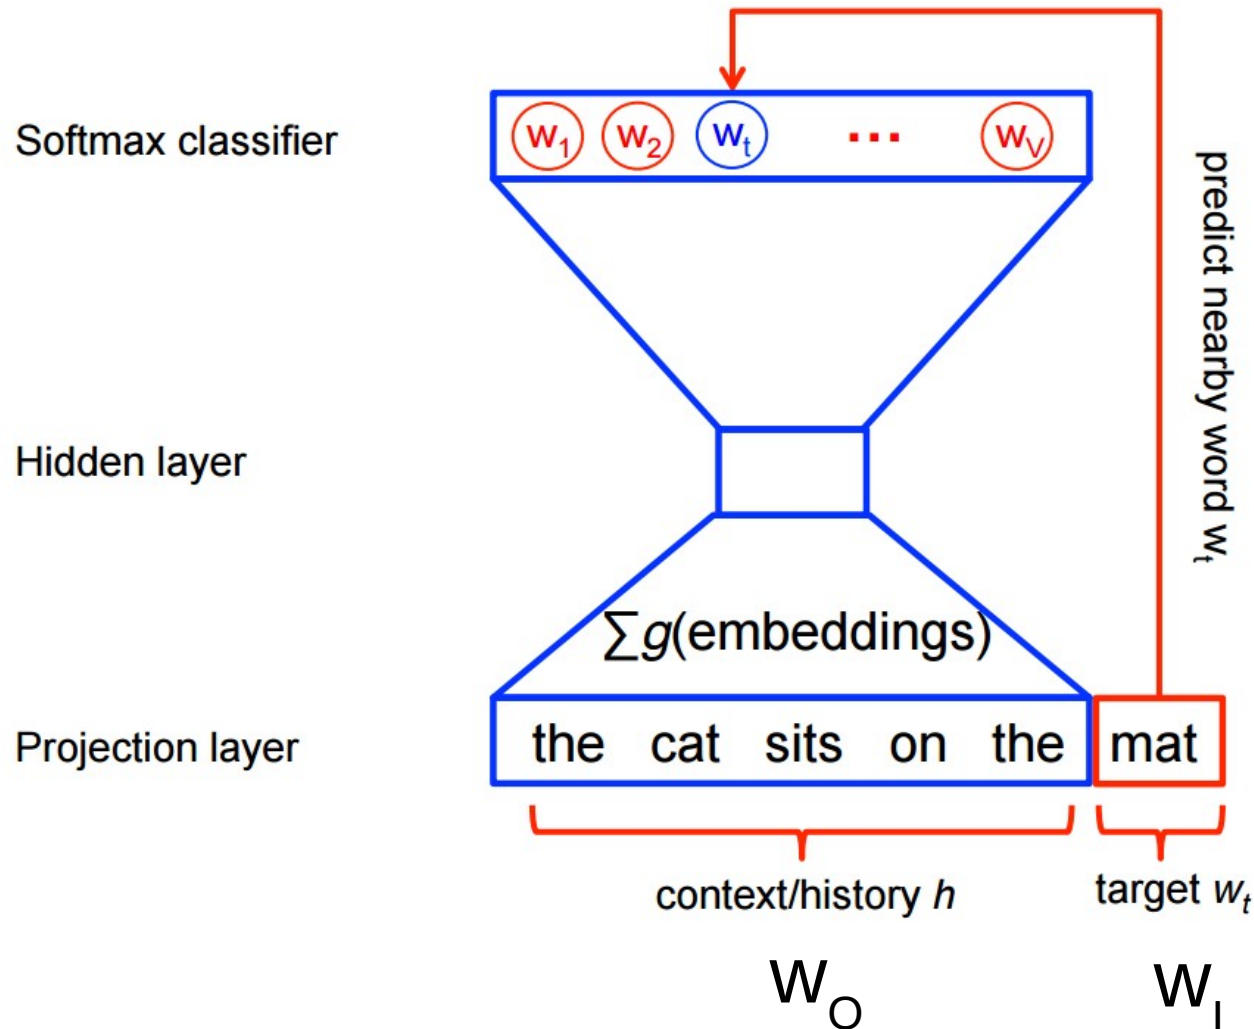 Softmax classifier w1 w2 wt ... wV
predict nearby word wt
Hidden layer
∑g(embeddings)
Projection layer the cat sits on the mat
context/history h target wt
wO wI